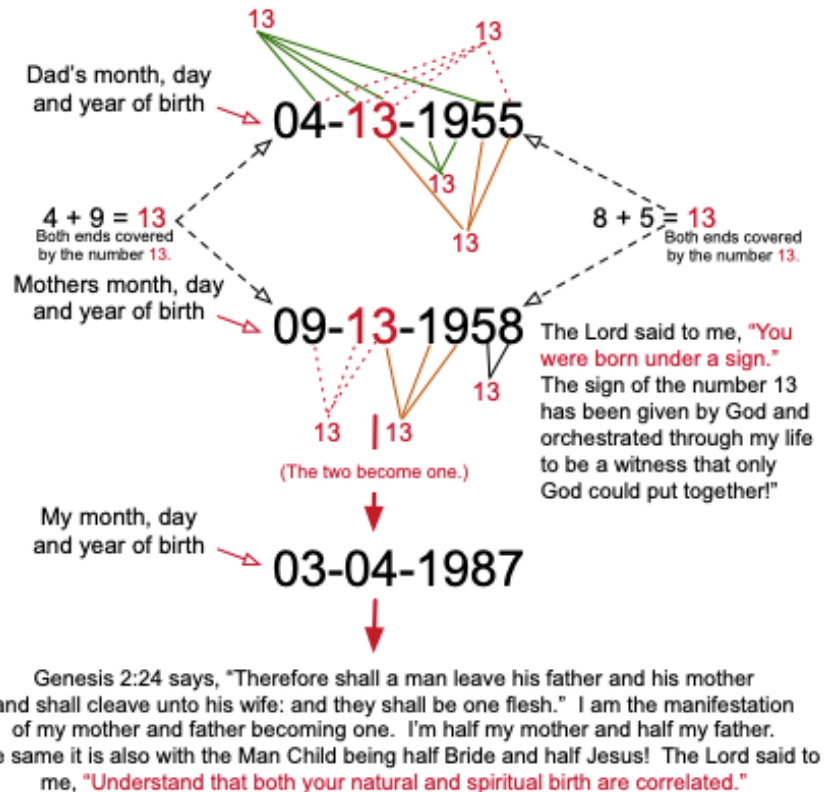 13
13
Dad's month, day
and year of birth
04-13-1955
13
13
4 + 9 = 13
Both ends covered
by the number 13.
8 + 5 = 13
Both ends covered
by the number 13.
Mothers month, day
and year of birth
09-13-1958
13
13
13
The Lord said to me, “You
were born under a sign.”
The sign of the number 13
has been given by God and
orchestrated through my life
to be a witness that only
God could put together!”
(The two become one.)
My month, day
and year of birth
03-04-1987
Genesis 2:24 says, “Therefore shall a man leave his father and his mother
and shall cleave unto his wife: and they shall be one flesh.”  I am the manifestation
of my mother and father becoming one.  I'm half my mother and half my father.
same it is also with the Man Child being half Bride and half Jesus!  The Lord said to
me, “Understand that both your natural and spiritual birth are correlated.”